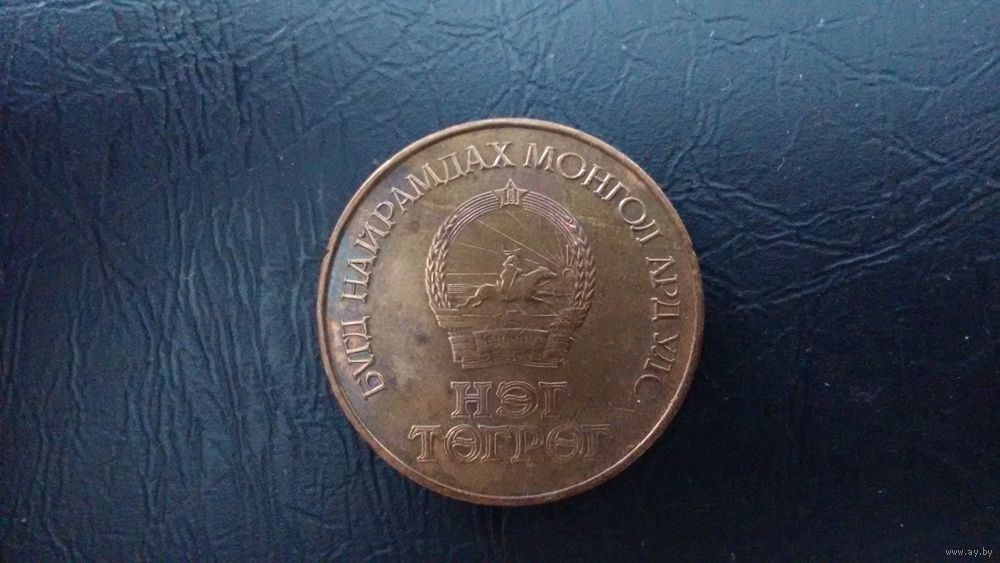 БҮГД НАЙРАМДАХ МОНГОЛ АРД УЛС
НЭГ
ТӨГРӨГ
www.ay.by